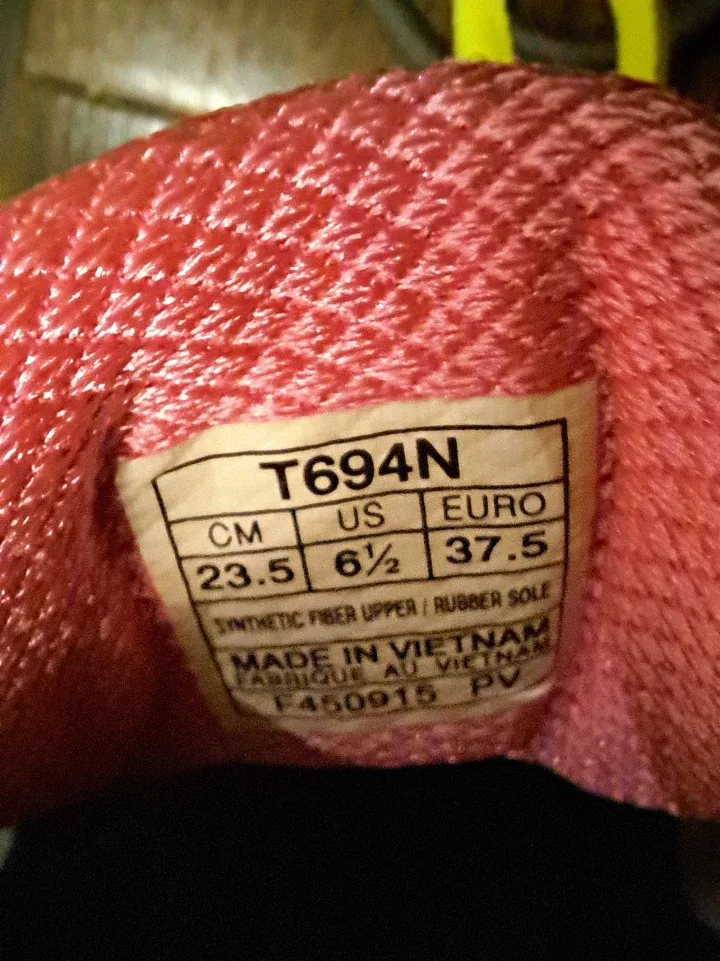 T694N
CM US EURO
23.5 6½ 37.5
SYNTHETIC FIBER UPPER / RUBBER SOLE
MADE IN VIETNAM
FABRIQUE AU VIETNAM
F450915 PV